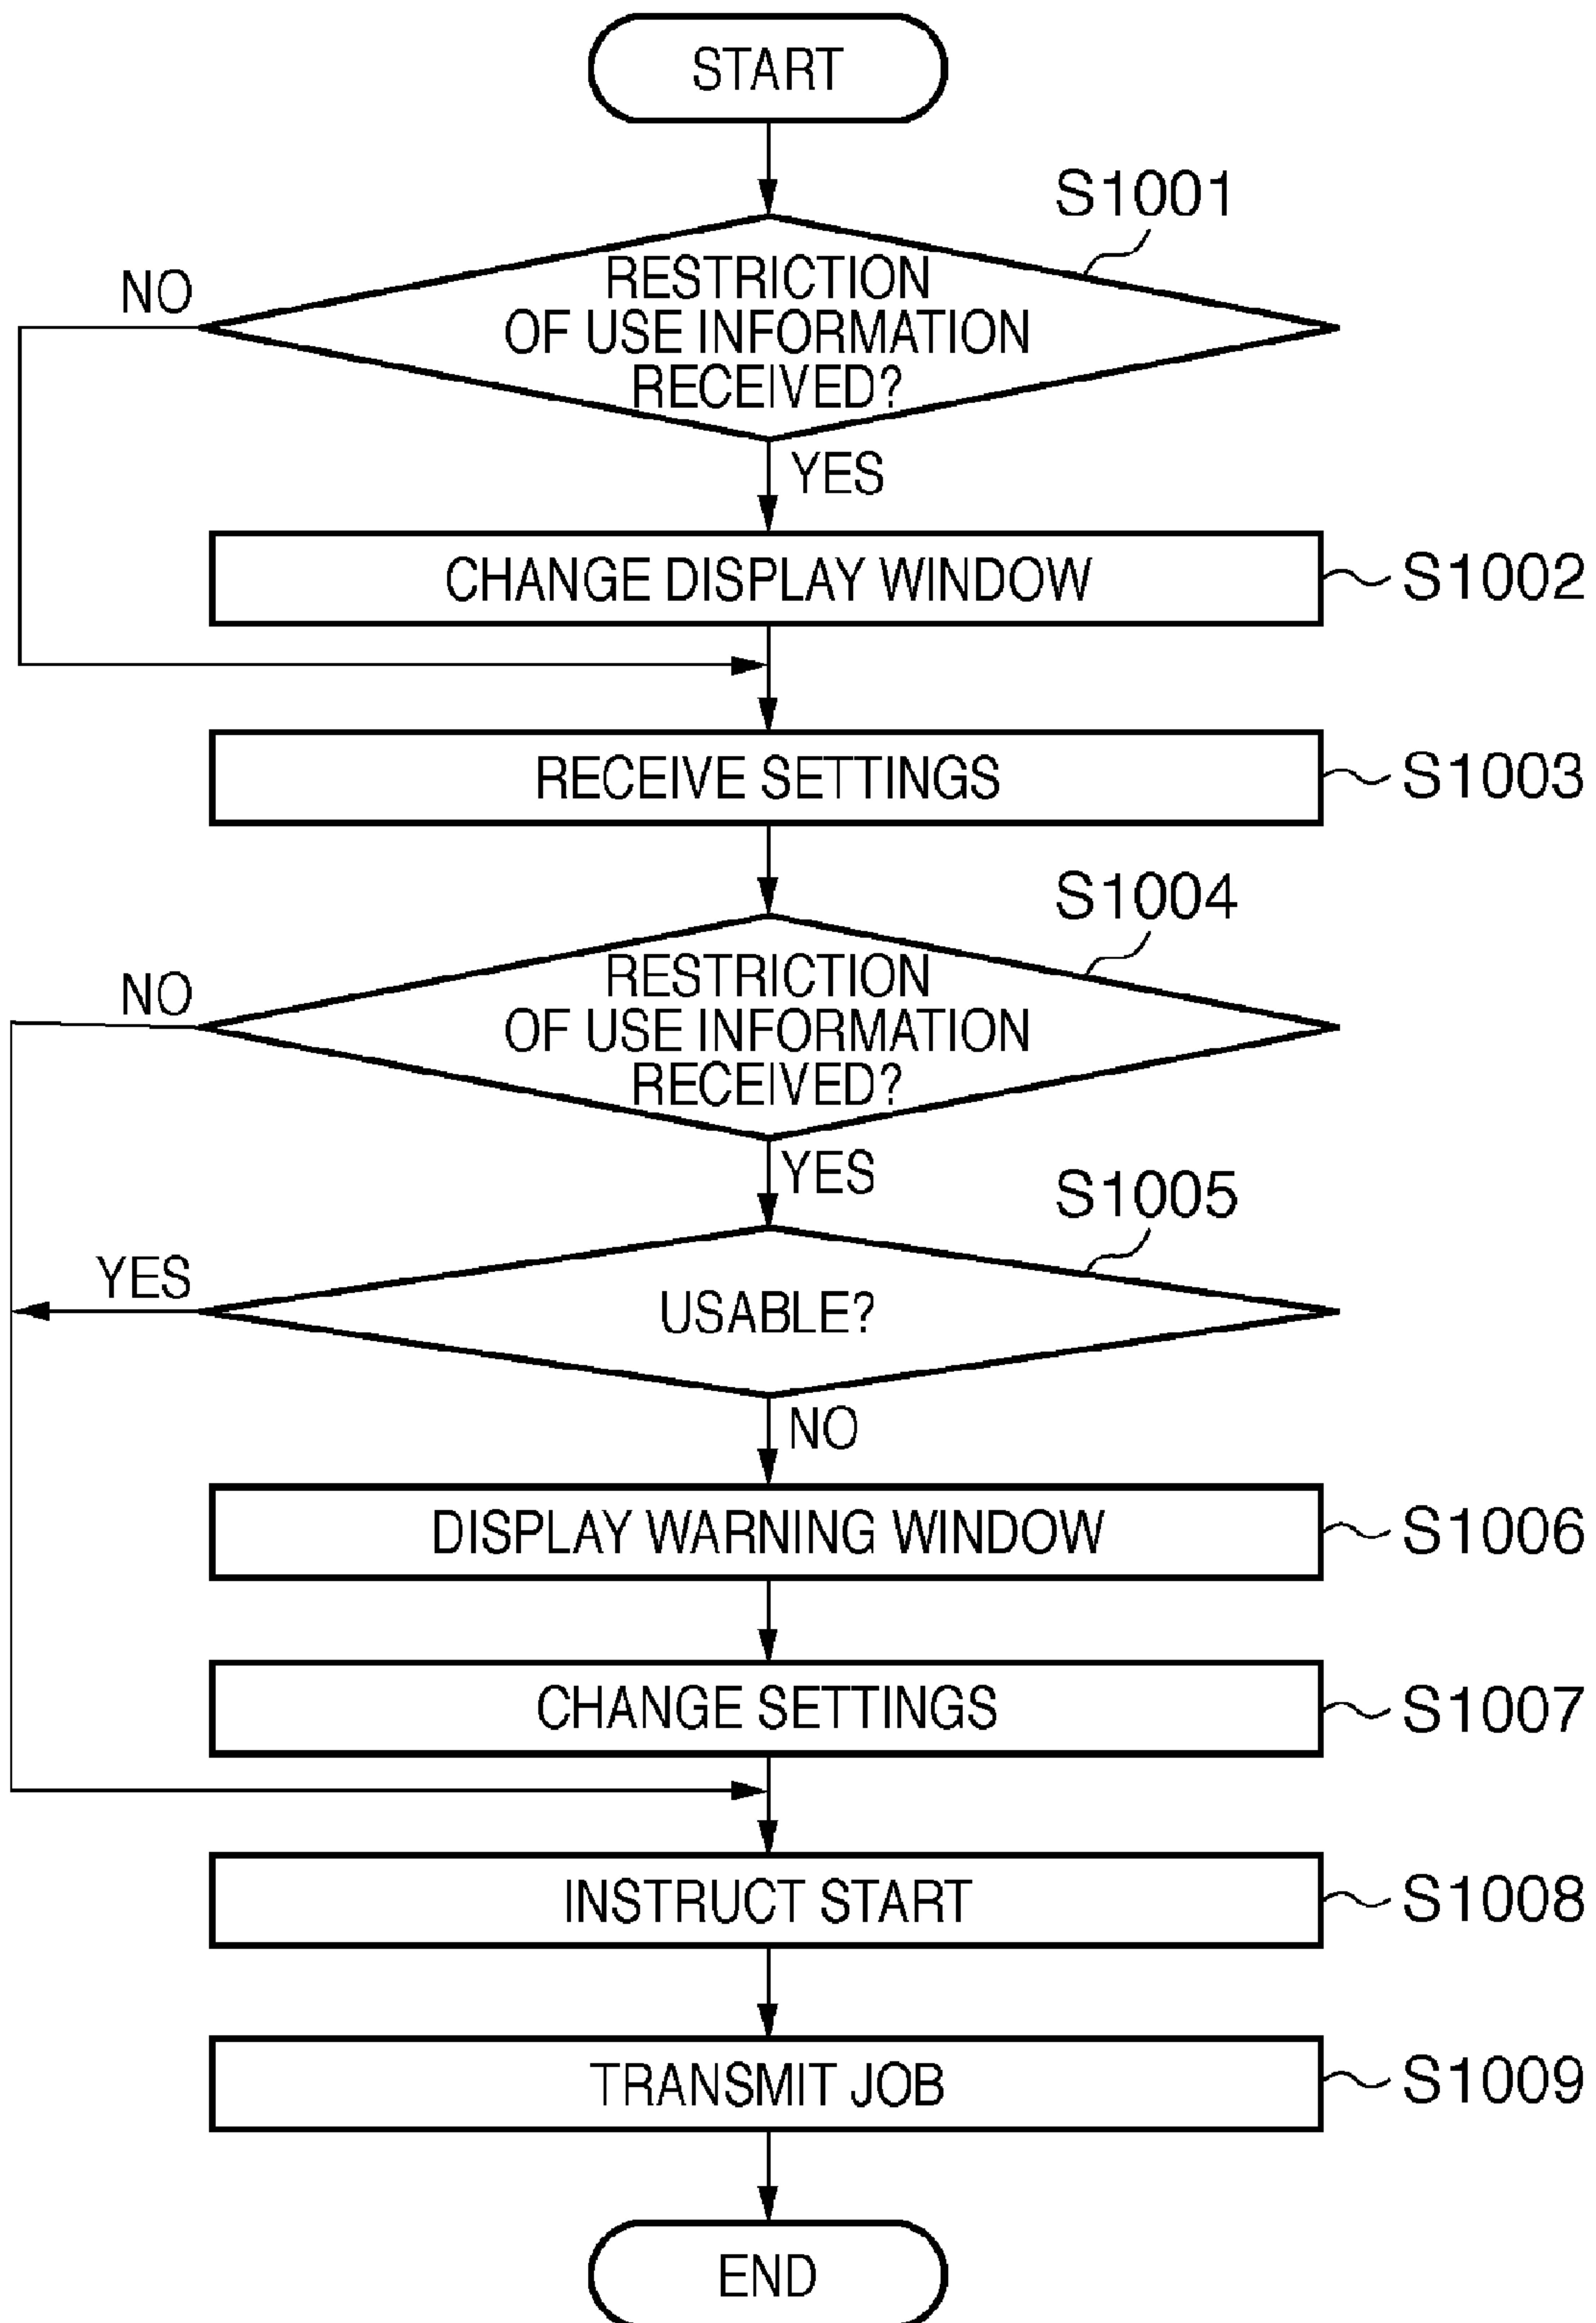 START
S1001
RESTRICTION
OF USE INFORMATION
RECEIVED?
NO
YES
CHANGE DISPLAY WINDOW
S1002
RECEIVE SETTINGS
S1003
S1004
RESTRICTION
OF USE INFORMATION
RECEIVED?
NO
YES
S1005
USABLE?
YES
NO
DISPLAY WARNING WINDOW
S1006
CHANGE SETTINGS
S1007
INSTRUCT START
S1008
TRANSMIT JOB
S1009
END